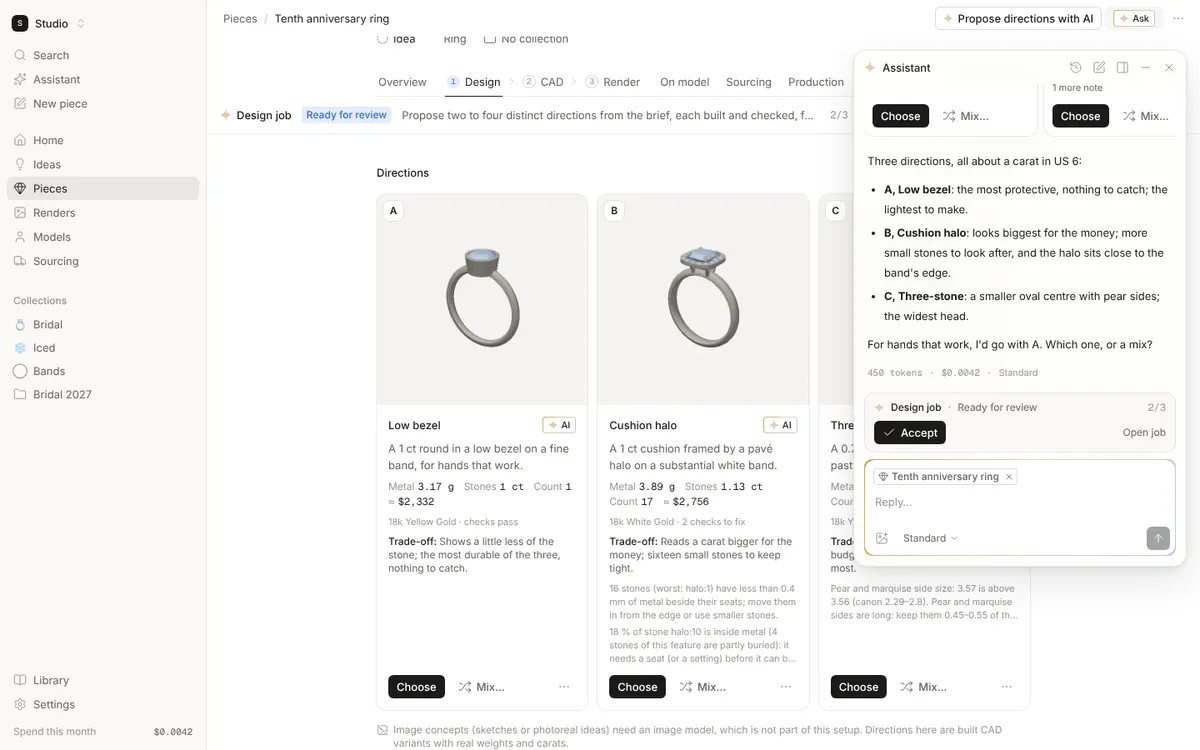 S Studio
Search
Assistant
New piece
Home
Ideas
Pieces
Renders
Models
Sourcing
Collections
Bridal
Iced
Bands
Bridal 2027
Library
Settings
Spend this month $0.0042
Pieces / Tenth anniversary ring
Propose directions with AI
Ask
Idea Ring No collection
Overview 1 Design 2 CAD 3 Render On model Sourcing Production
Design job Ready for review Propose two to four distinct directions from the brief, each built and checked, f... 2/3
Directions
A
Low bezel AI
A 1 ct round in a low bezel on a fine
band, for hands that work.
Metal 3.17 g Stones 1 ct Count 1
≈ $2,332
18k Yellow Gold · checks pass
Trade-off: Shows a little less of the
stone; the most durable of the three,
nothing to catch.
Choose Mix... ...
B
Cushion halo AI
A 1 ct cushion framed by a pavé
halo on a substantial white band.
Metal 3.89 g Stones 1.13 ct
Count 17 ≈ $2,756
18k White Gold · 2 checks to fix
Trade-off: Reads a carat bigger for the
money; sixteen small stones to keep
tight.
16 stones (worst: halo:1) have less than 0.4
mm of metal beside their seats; move them
in from the edge or use smaller stones.
18 % of stone halo:10 is inside metal (4
stones of this feature are partly buried): it
needs a seat (or a setting) before it can b...
Choose Mix... ...
C
Pear and marquise side size: 3.57 is above
3.56 (canon 2.29–2.8). Pear and marquise
sides are long: keep them 0.45–0.55 of th...
Choose Mix... ...
Image concepts (sketches or photoreal ideas) need an image model, which is not part of this setup. Directions here are built CAD
variants with real weights and carats.
Assistant
1 more note
Choose Mix... Choose Mix...
Three directions, all about a carat in US 6:
• A, Low bezel: the most protective, nothing to catch; the
lightest to make.
• B, Cushion halo: looks biggest for the money; more
small stones to look after, and the halo sits close to the
band's edge.
• C, Three-stone: a smaller oval centre with pear sides;
the widest head.
For hands that work, I'd go with A. Which one, or a mix?
450 tokens · $0.0042 · Standard
Design job · Ready for review 2/3
Accept Open job
Tenth anniversary ring ×
Reply...
Standard